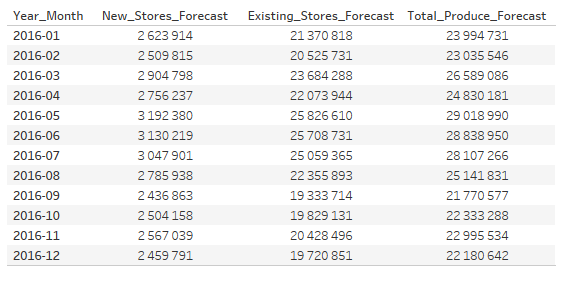 Year_Month New_Stores_Forecast Existing_Stores_Forecast Total_Produce_Forecast
2016-01 2 623 914 21 370 818 23 994 731
2016-02 2 509 815 20 525 731 23 035 546
2016-03 2 904 798 23 684 288 26 589 086
2016-04 2 756 237 22 073 944 24 830 181
2016-05 3 192 380 25 826 610 29 018 990
2016-06 3 130 219 25 708 731 28 838 950
2016-07 3 047 901 25 059 365 28 107 266
2016-08 2 785 938 22 355 893 25 141 831
2016-09 2 436 863 19 333 714 21 770 577
2016-10 2 504 158 19 829 131 22 333 288
2016-11 2 567 039 20 428 496 22 995 534
2016-12 2 459 791 19 720 851 22 180 642